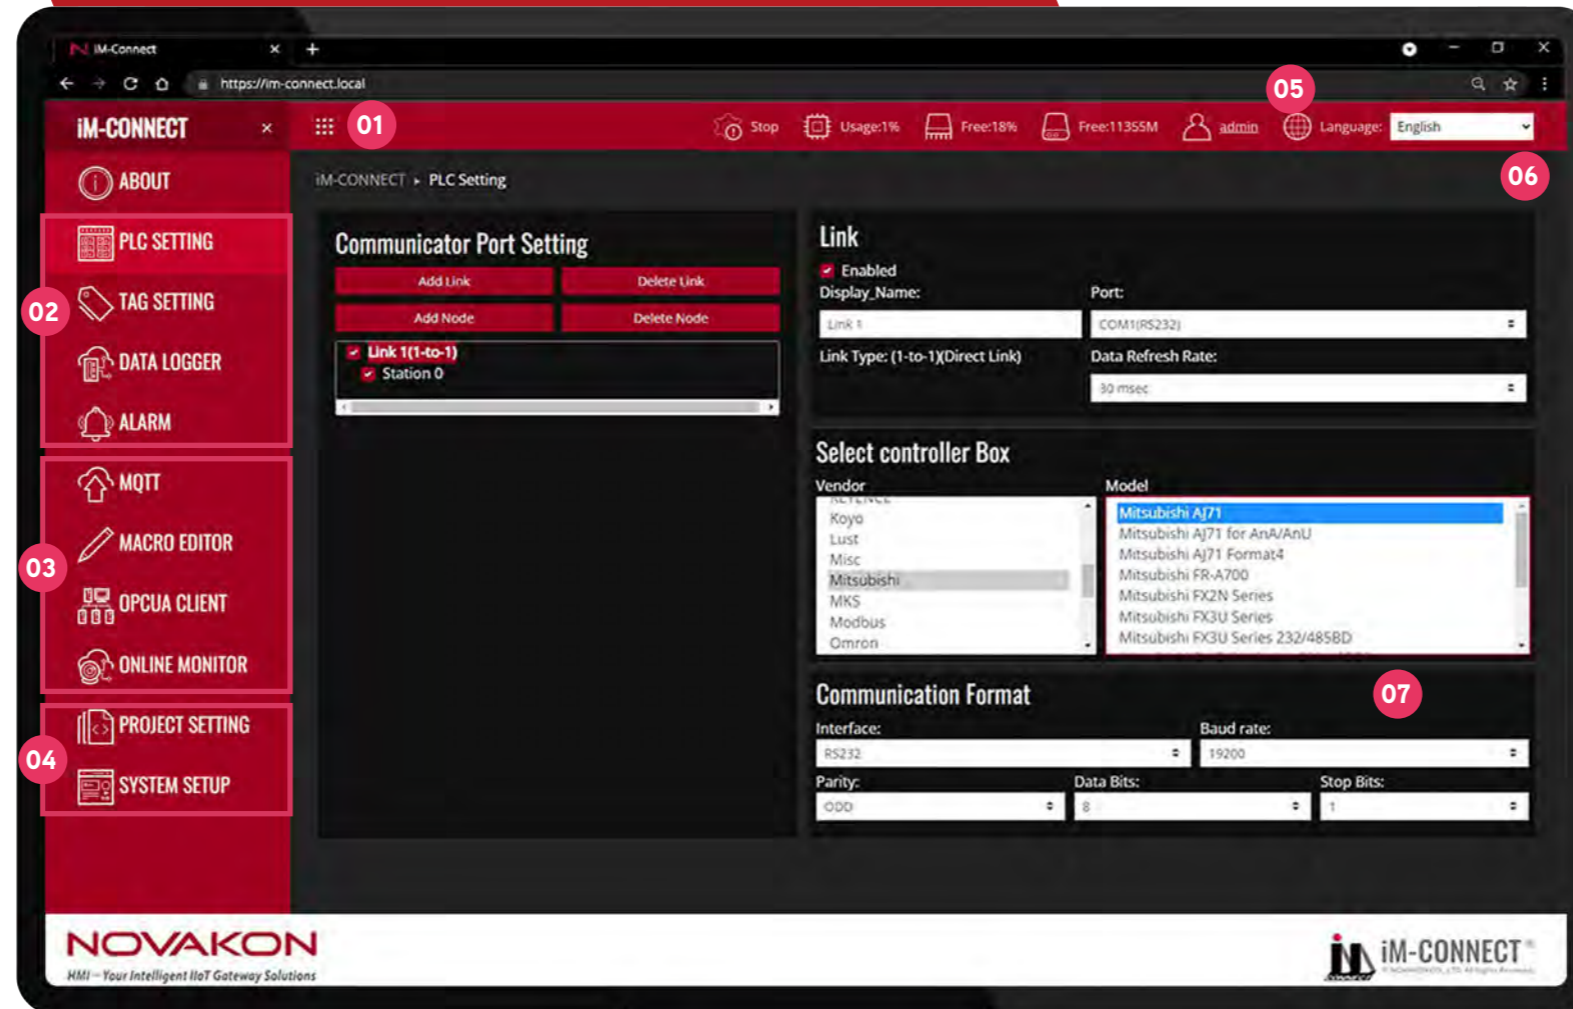 iM-Connect
https://im-connect.local
05
iM-CONNECT
01
Stop
Usage:1%
Free:18%
Free:11355M
admin
Language:
English
06
ABOUT
iM-CONNECT ▸ PLC Setting
02
PLC SETTING
TAG SETTING
DATA LOGGER
ALARM
03
MQTT
MACRO EDITOR
OPCUA CLIENT
ONLINE MONITOR
04
PROJECT SETTING
SYSTEM SETUP
Communicator Port Setting
Add Link
Delete Link
Add Node
Delete Node
Link 1(1-to-1)
Station 0
Link
Enabled
Display_Name:
Port:
Link 1
COM1(RS232)
Link Type: (1-to-1)(Direct Link)
Data Refresh Rate:
30 msec
Select controller Box
Vendor
KEYENCE
Koyo
Lust
Misc
Mitsubishi
MKS
Modbus
Omron
Model
Mitsubishi AJ71
Mitsubishi AJ71 for AnA/AnU
Mitsubishi AJ71 Format4
Mitsubishi FR-A700
Mitsubishi FX2N Series
Mitsubishi FX3U Series
Mitsubishi FX3U Series 232/485BD
07
Communication Format
Interface:
Baud rate:
RS232
19200
Parity:
Data Bits:
Stop Bits:
ODD
8
1
NOVAKON
HMI – Your Intelligent IIoT Gateway Solutions
iM-CONNECT®